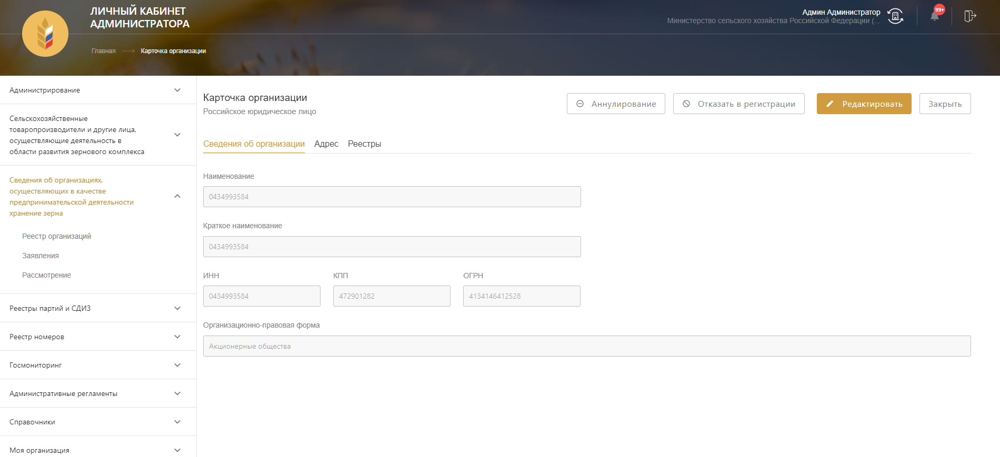 ЛИЧНЫЙ КАБИНЕТ
АДМИНИСТРАТОРА
Админ Администратор
Министерство сельского хозяйства Российской Федерации (...
99+
Главная
Карточка организации
Администрирование
Сельскохозяйственные
товаропроизводители и другие лица,
осуществляющие деятельность в
области развития зернового комплекса
Сведения об организациях,
осуществляющих в качестве
предпринимательской деятельности
хранение зерна
Реестр организаций
Заявления
Рассмотрение
Реестры партий и СДИЗ
Реестр номеров
Госмониторинг
Административные регламенты
Справочники
Моя организация
Карточка организации
Российское юридическое лицо
Аннулирование
Отказать в регистрации
Редактировать
Закрыть
Сведения об организации Адрес Реестры
Наименование
0434993584
Краткое наименование
0434993584
ИНН КПП ОГРН
0434993584 472901282 4134146412528
Организационно-правовая форма
Акционерные общества